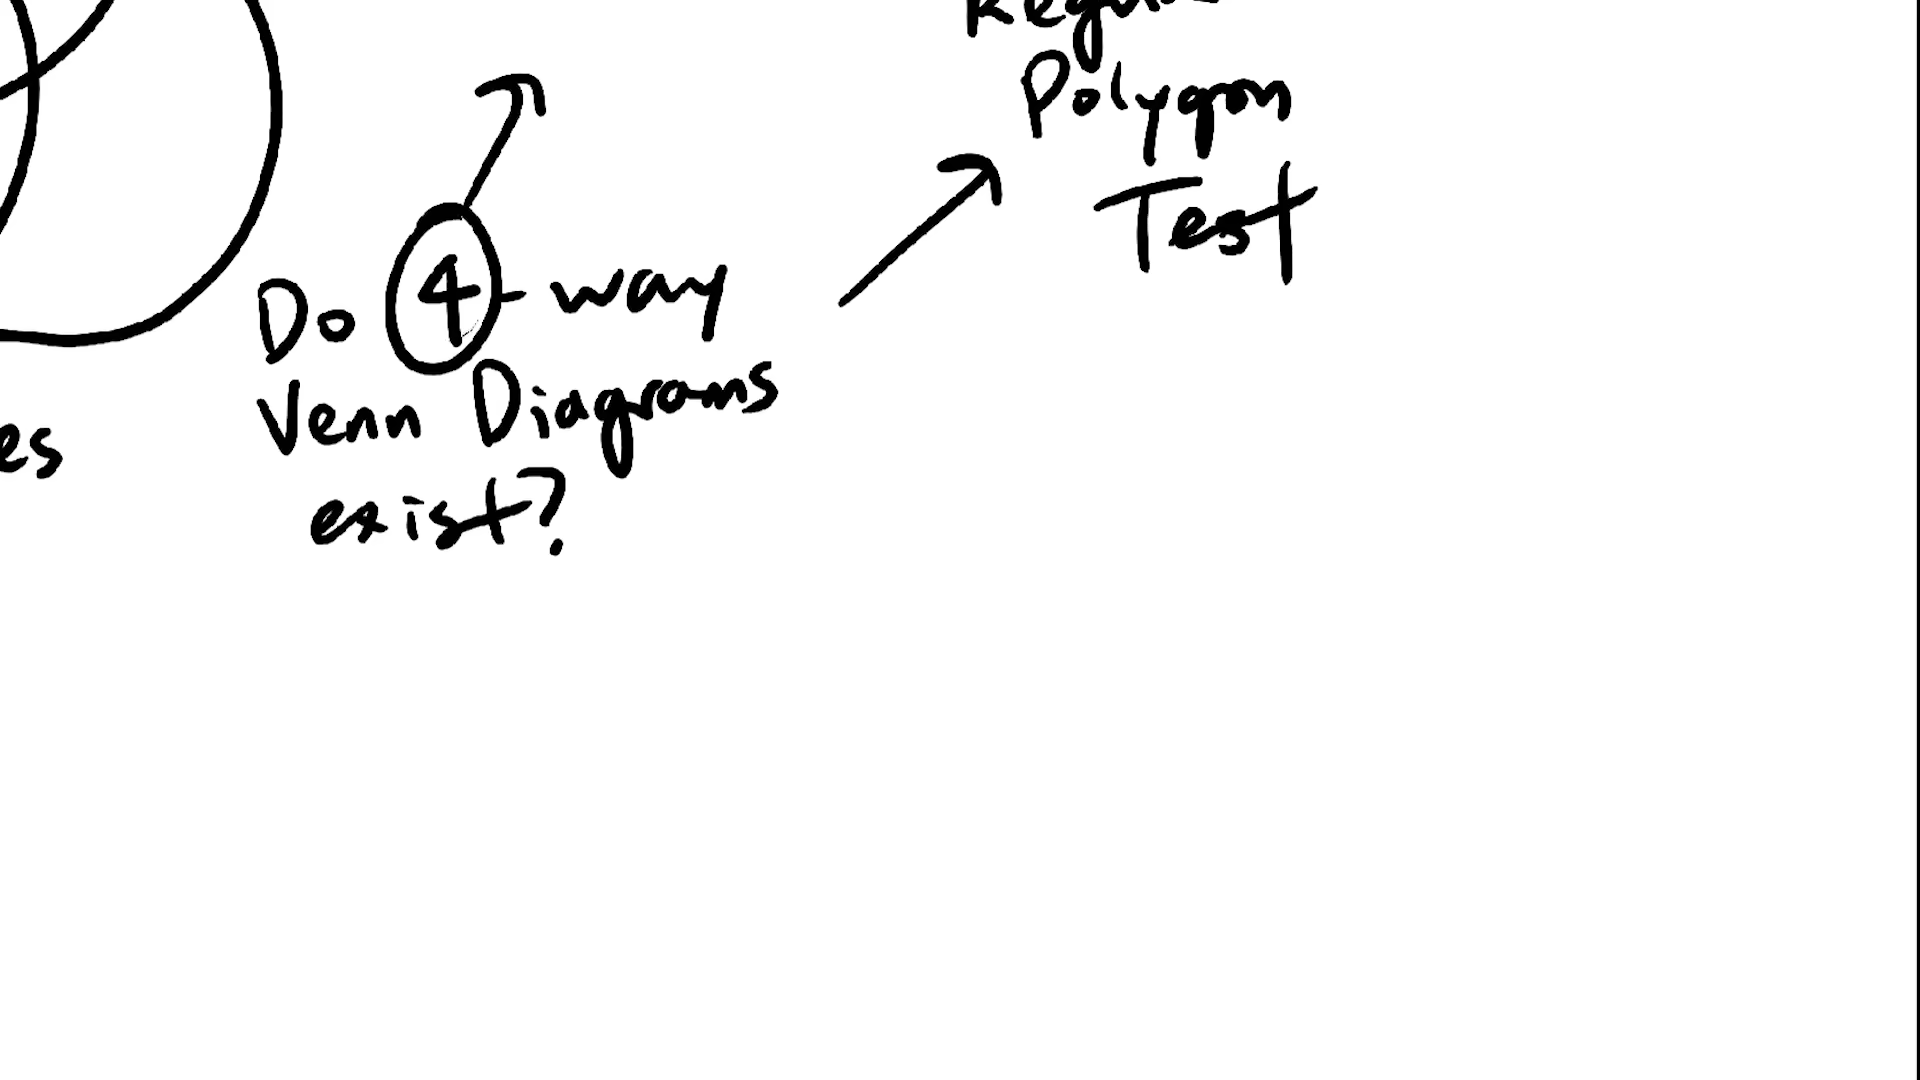 Polygon
Test
Do 4-way
Venn Diagrams
exist?